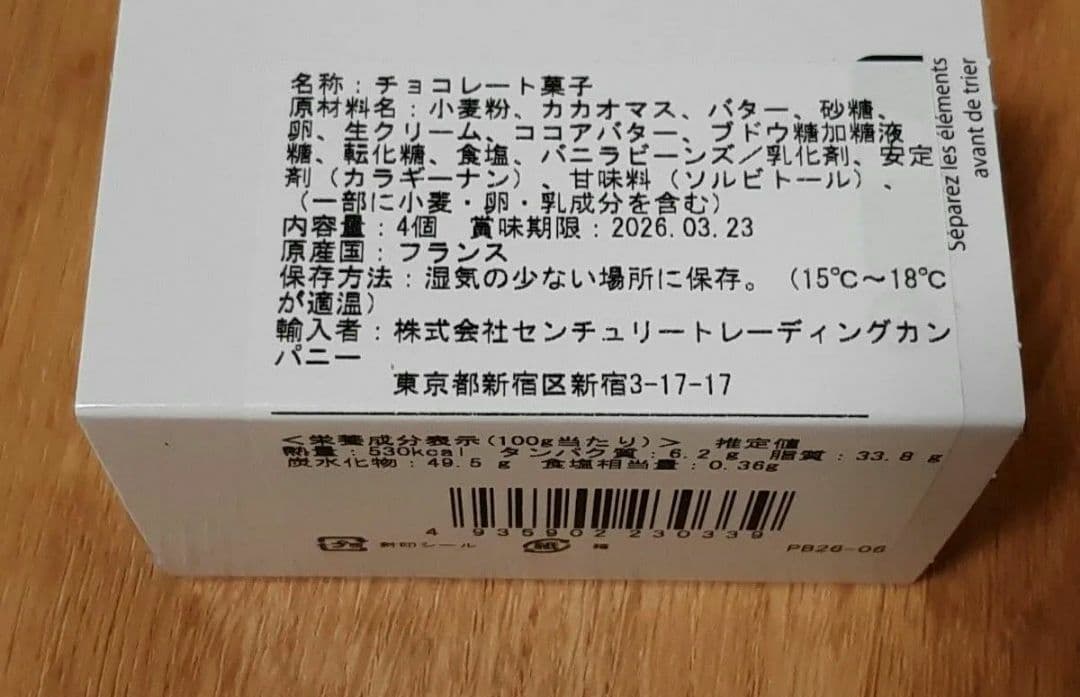 名称：チョコレート菓子
原材料名：小麦粉、カカオマス、バター、砂糖、
卵、生クリーム、ココアバター、ブドウ糖加糖液
糖、転化糖、食塩、バニラビーンズ／乳化剤、安定
剤（カラギーナン）、甘味料（ソルビトール）、
（一部に小麦・卵・乳成分を含む）
内容量：4個　賞味期限：2026.03.23
原産国：フランス
保存方法：湿気の少ない場所に保存。（15℃～18℃
が適温）
輸入者：株式会社センチュリートレーディングカン
パニー
東京都新宿区新宿3-17-17
＜栄養成分表示(100g当たり)＞　推定値
熱量：530kcal　タンパク質：6.2g　脂質：33.8g
炭水化物：49.5g　食塩相当量：0.36g
4 935902 230339
プラ シール
紙 箱
PB26-06
Séparez les éléments
avant de trier